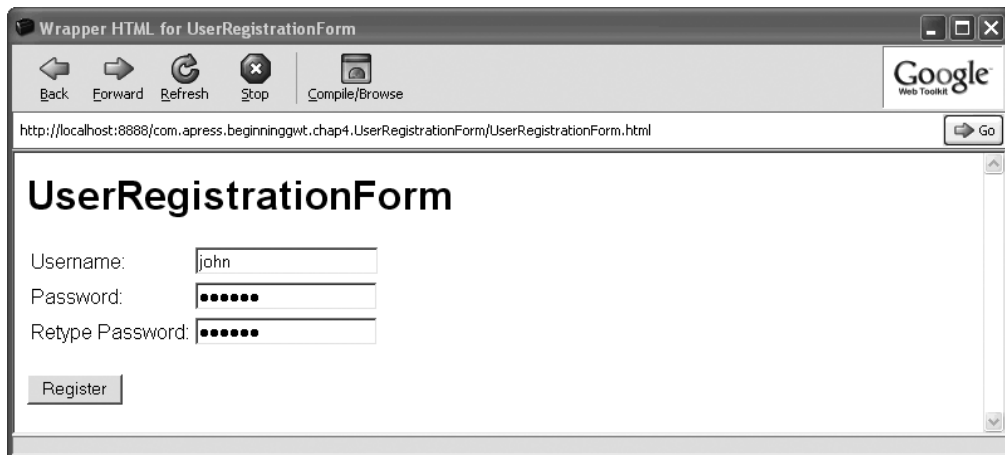 Wrapper HTML for UserRegistrationForm
Back Forward Refresh Stop Compile/Browse
Google
Web Toolkit
http://localhost:8888/com.apress.beginninggwt.chap4.UserRegistrationForm/UserRegistrationForm.html Go
UserRegistrationForm
Username: john
Password: ••••••
Retype Password: ••••••
Register